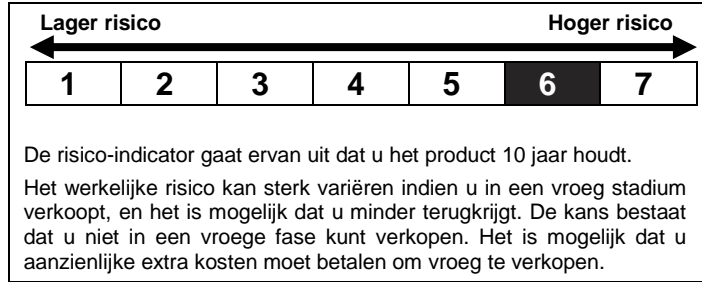 Lager risico Hoger risico
1 2 3 4 5 6 7
De risico-indicator gaat ervan uit dat u het product 10 jaar houdt.
Het werkelijke risico kan sterk variëren indien u in een vroeg stadium
verkoopt, en het is mogelijk dat u minder terugkrijgt. De kans bestaat
dat u niet in een vroege fase kunt verkopen. Het is mogelijk dat u
aanzienlijke extra kosten moet betalen om vroeg te verkopen.